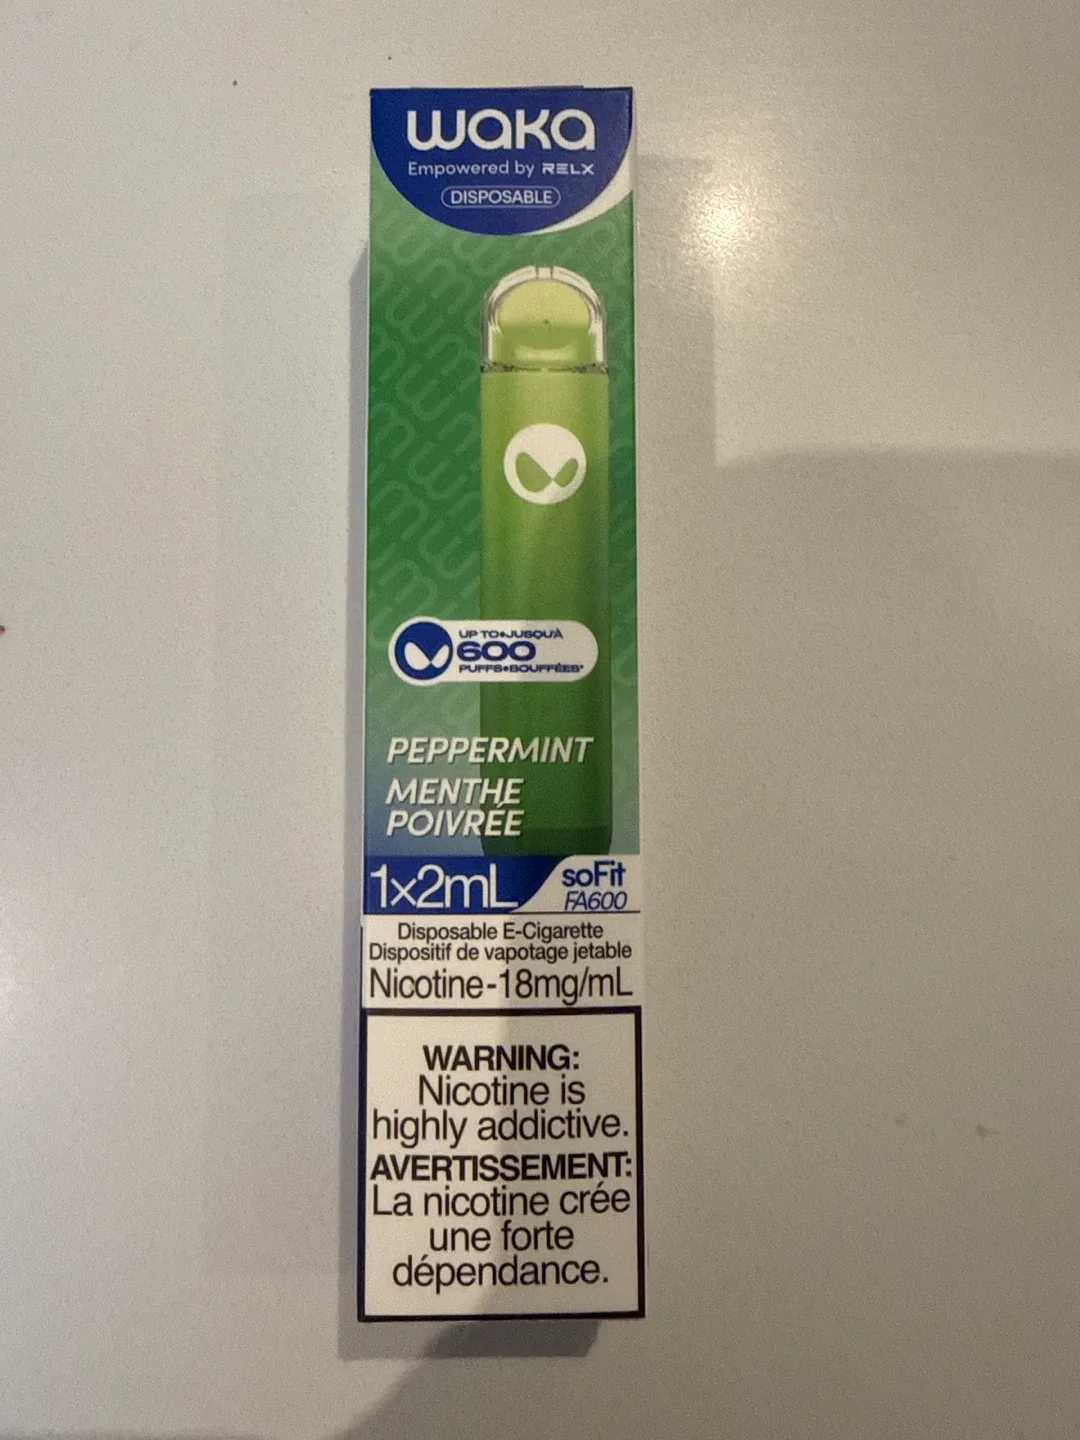 waka
Empowered by RELX
DISPOSABLE
UP TO•JUSQU'À
600
PUFFS•BOUFFÉES*
PEPPERMINT
MENTHE
POIVRÉE
1x2mL
soFit
FA600
Disposable E-Cigarette
Dispositif de vapotage jetable
Nicotine-18mg/mL
WARNING:
Nicotine is
highly addictive.
AVERTISSEMENT:
La nicotine crée
une forte
dépendance.